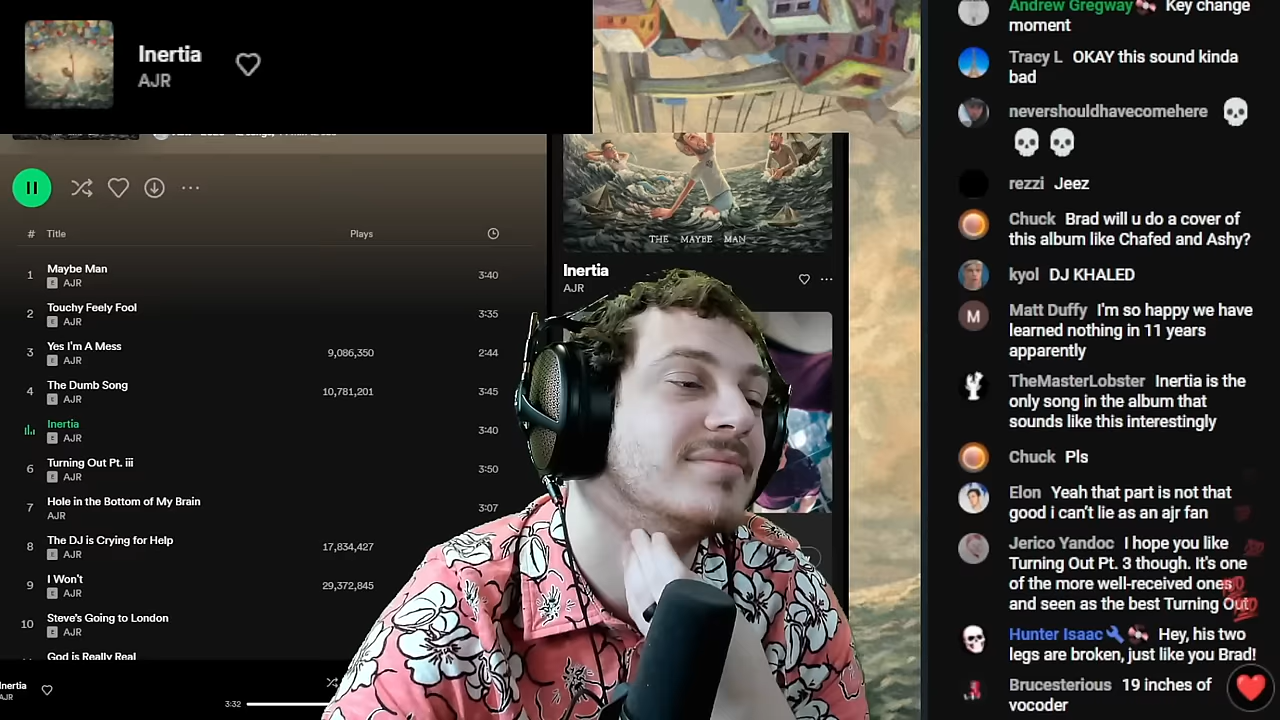 Inertia
AJR
# Title Plays
1 Maybe Man 3:40
E AJR
2 Touchy Feely Fool 3:35
E AJR
3 Yes I'm A Mess 9,086,350 2:44
E AJR
4 The Dumb Song 10,781,201 3:45
E AJR
Inertia 3:40
E AJR
6 Turning Out Pt. iii 3:50
E AJR
7 Hole in the Bottom of My Brain 3:07
AJR
8 The DJ is Crying for Help 17,834,427
E AJR
9 I Won't 29,372,845
E AJR
10 Steve's Going to London
E AJR
God is Really Real
Inertia
AJR
3:32
THE MAYBE MAN
Inertia
AJR
Andrew Gregway Key change
moment
Tracy L OKAY this sound kinda
bad
nevershouldhavecomehere
rezzi Jeez
Chuck Brad will u do a cover of
this album like Chafed and Ashy?
kyol DJ KHALED
M Matt Duffy I'm so happy we have
learned nothing in 11 years
apparently
TheMasterLobster Inertia is the
only song in the album that
sounds like this interestingly
Chuck Pls
Elon Yeah that part is not that
good i can't lie as an ajr fan
Jerico Yandoc I hope you like
Turning Out Pt. 3 though. It's one
of the more well-received ones
and seen as the best Turning Out
Hunter Isaac Hey, his two
legs are broken, just like you Brad!
Brucesterious 19 inches of
vocoder